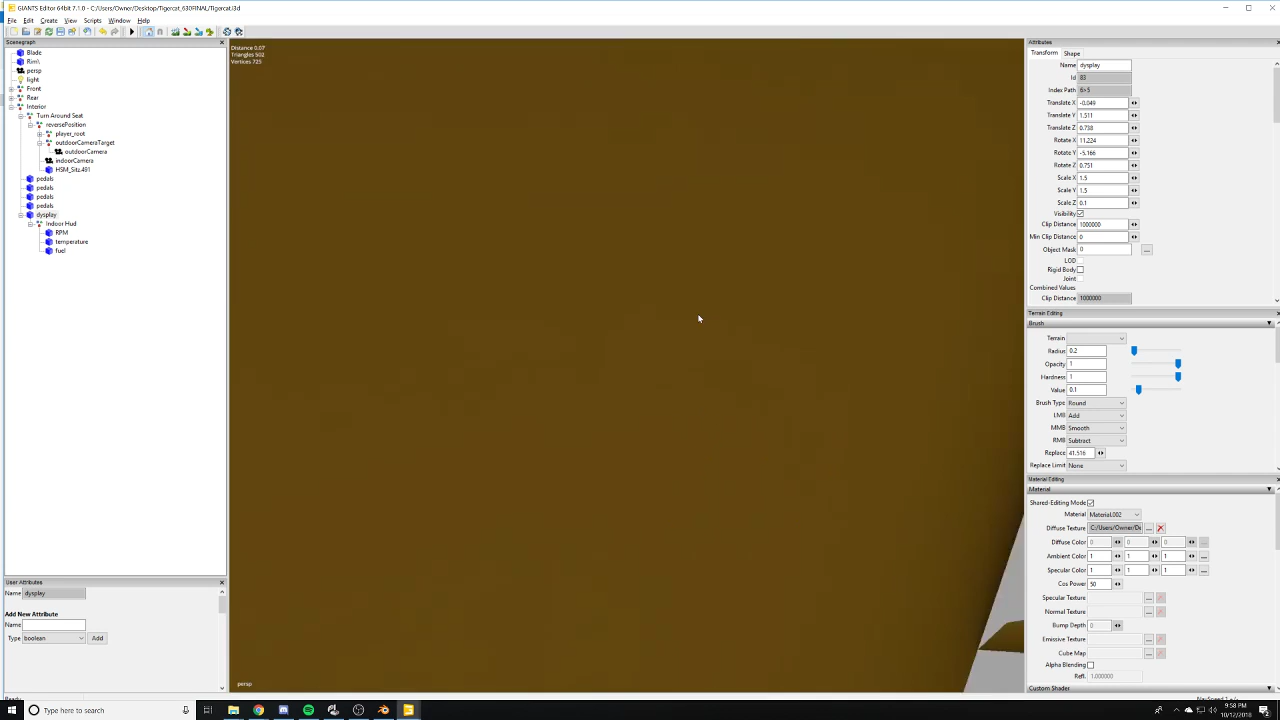 GIANTS Editor 64bit 7.1.0 - C:/Users/Owner/Desktop/Tigercat_630FINAL/Tigercat.i3d
File Edit Create View Scripts Window Help
Scenegraph
Blade
Rim\
persp
light
Front
Rear
Interior
Turn Around Seat
reversePosition
player_root
outdoorCameraTarget
outdoorCamera
indoorCamera
HSM_Sitz.491
pedals
pedals
pedals
pedals
dysplay
Indoor Hud
RPM
temperature
fuel
User Attributes
Name dysplay
Add New Attribute
Name
Type boolean Add
Distance 0.07
Triangles 502
Vertices 725
persp
Attributes
Transform Shape
Name dysplay
Id 83
Index Path 6>5
Translate X -0.049
Translate Y 1.511
Translate Z 0.738
Rotate X 11.224
Rotate Y -5.166
Rotate Z 0.751
Scale X 1.5
Scale Y 1.5
Scale Z 0.1
Visibility
Clip Distance 1000000
Min Clip Distance 0
Object Mask 0 ...
LOD
Rigid Body
Joint
Combined Values
Clip Distance 1000000
Terrain Editing
Brush
Terrain
Radius 0.2
Opacity 1
Hardness 1
Value 0.1
Brush Type Round
LMB Add
MMB Smooth
RMB Subtract
Replace 41.516
Replace Limit None
Material Editing
Material
Shared-Editing Mode
Material Material.002
Diffuse Texture C:/Users/Owner/De ...
Diffuse Color 0 0 0 ...
Ambient Color 1 1 1 ...
Specular Color 1 1 1 ...
Cos Power 50
Specular Texture ...
Normal Texture ...
Bump Depth 0
Emissive Texture ...
Cube Map ...
Alpha Blending
Refl. 1.000000
Custom Shader
Type here to search
9:58 PM
10/12/2018